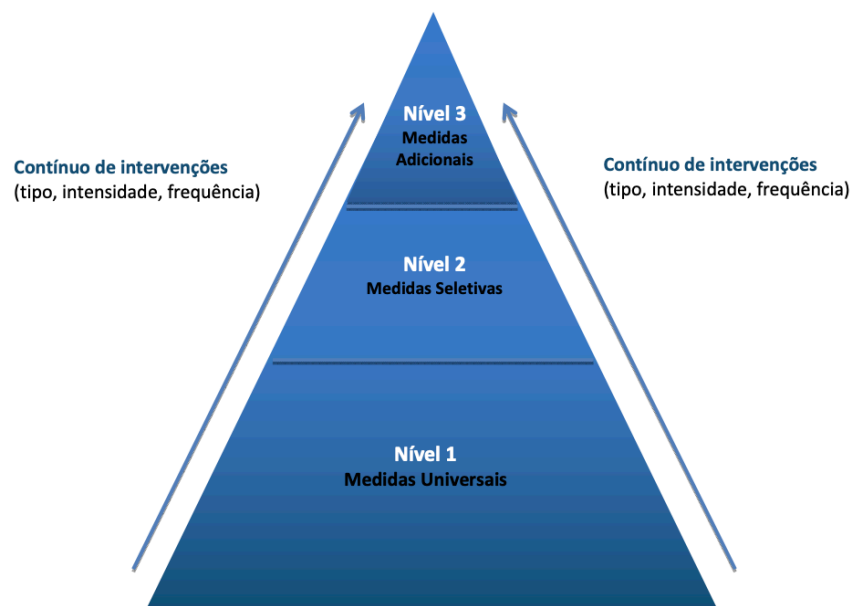 Nível 3
Medidas
Adicionais
Contínuo de intervenções
(tipo, intensidade, frequência)
Contínuo de intervenções
(tipo, intensidade, frequência)
Nível 2
Medidas Seletivas
Nível 1
Medidas Universais